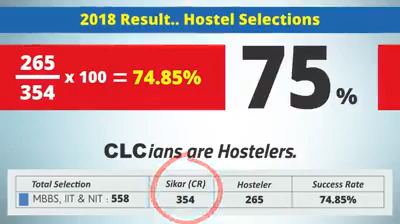 2018 Result.. Hostel Selections
265
354
x 100 = 74.85%
75%
CLCians are Hostelers.
Total Selection Sikar (CR) Hosteler Success Rate
MBBS, IIT & NIT : 558 354 265 74.85%